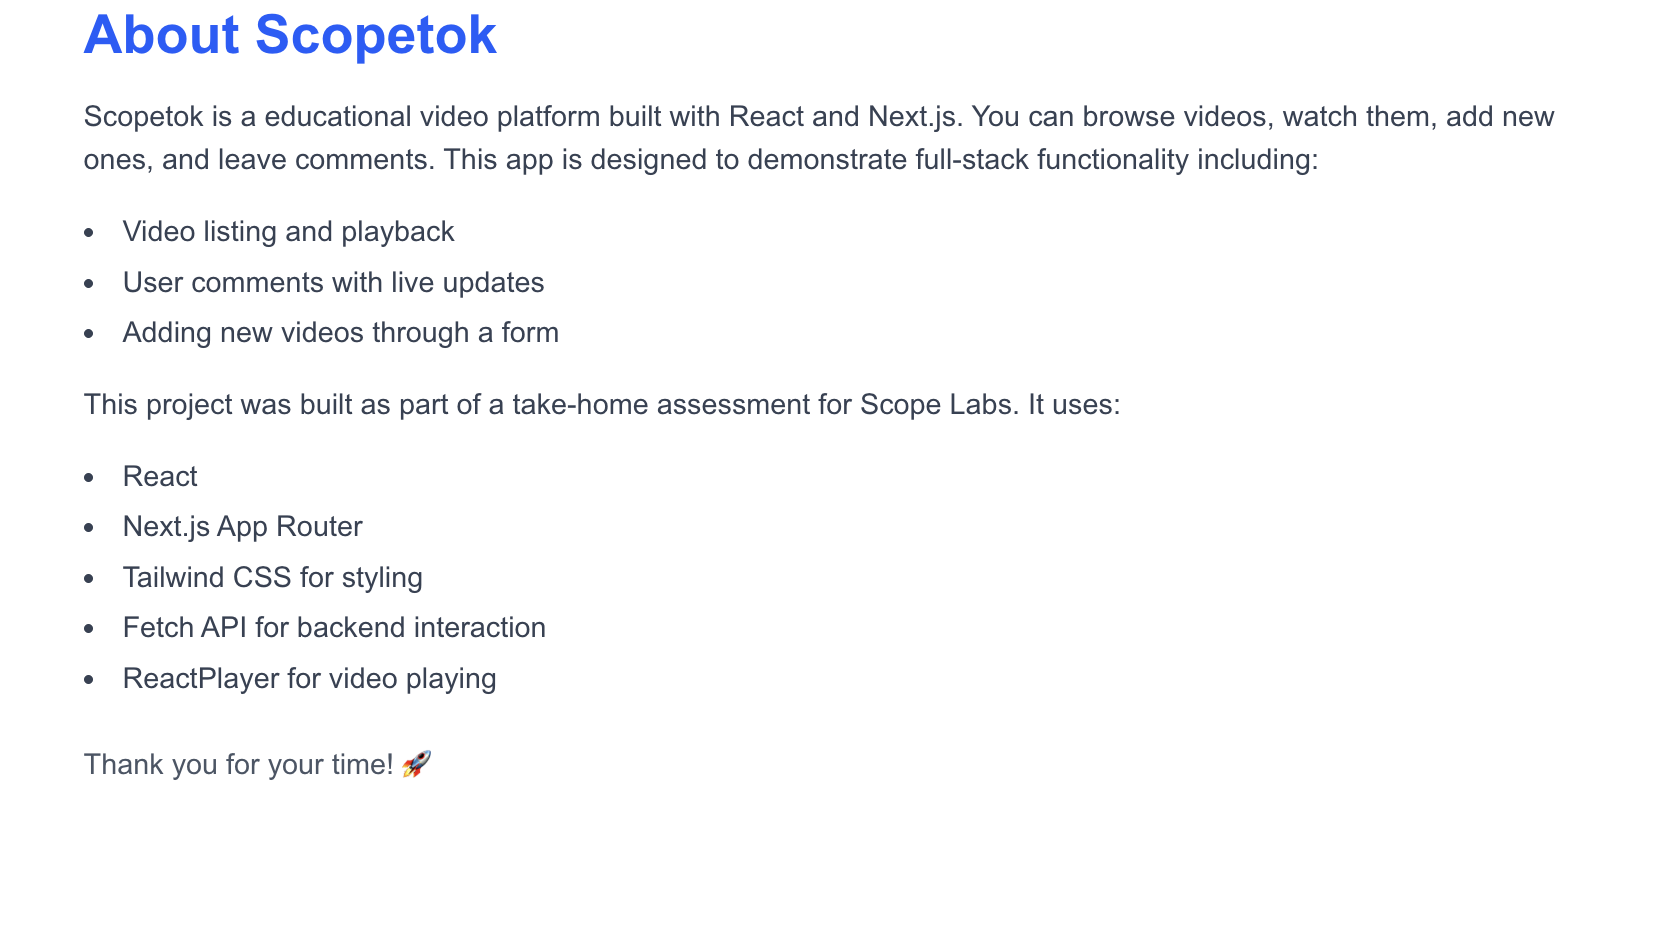 About Scopetok
Scopetok is a educational video platform built with React and Next.js. You can browse videos, watch them, add new
ones, and leave comments. This app is designed to demonstrate full-stack functionality including:
• Video listing and playback
• User comments with live updates
• Adding new videos through a form
This project was built as part of a take-home assessment for Scope Labs. It uses:
• React
• Next.js App Router
• Tailwind CSS for styling
• Fetch API for backend interaction
• ReactPlayer for video playing
Thank you for your time! 🚀